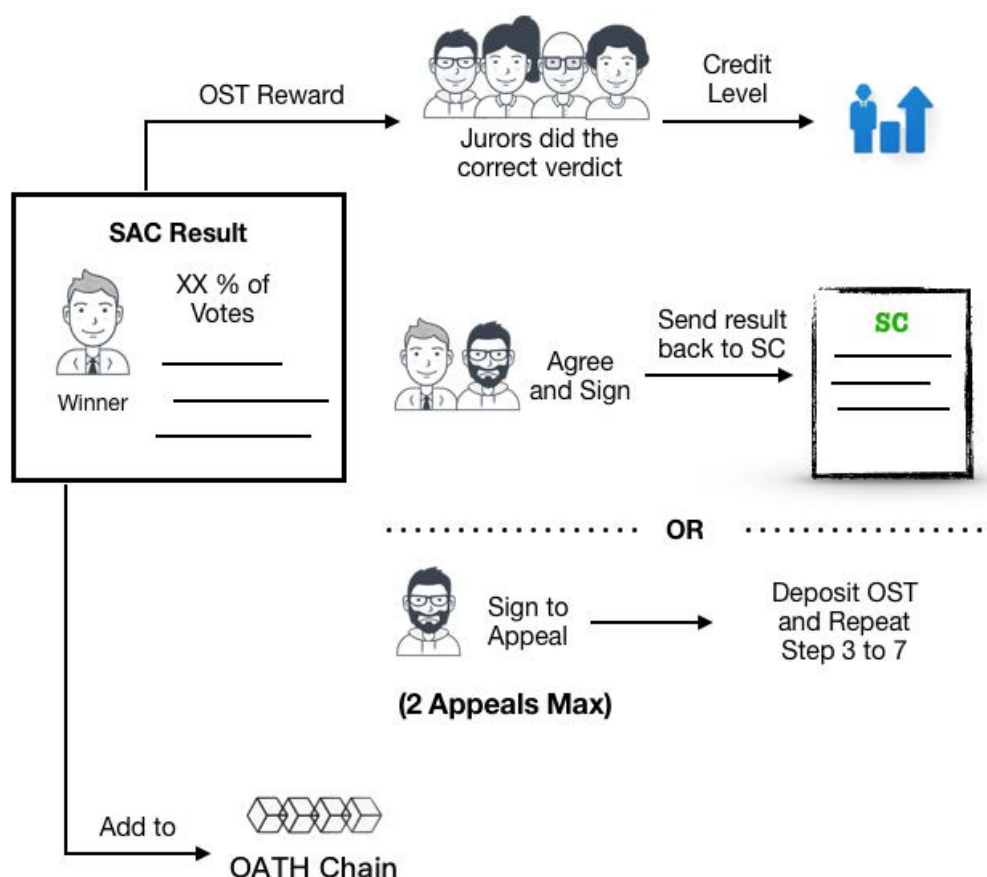 OST Reward
Jurors did the
correct verdict
Credit
Level
SAC Result
XX % of
Votes
Winner
Agree
and Sign
Send result
back to SC
SC
OR
Sign to
Appeal
Deposit OST
and Repeat
Step 3 to 7
(2 Appeals Max)
Add to
OATH Chain